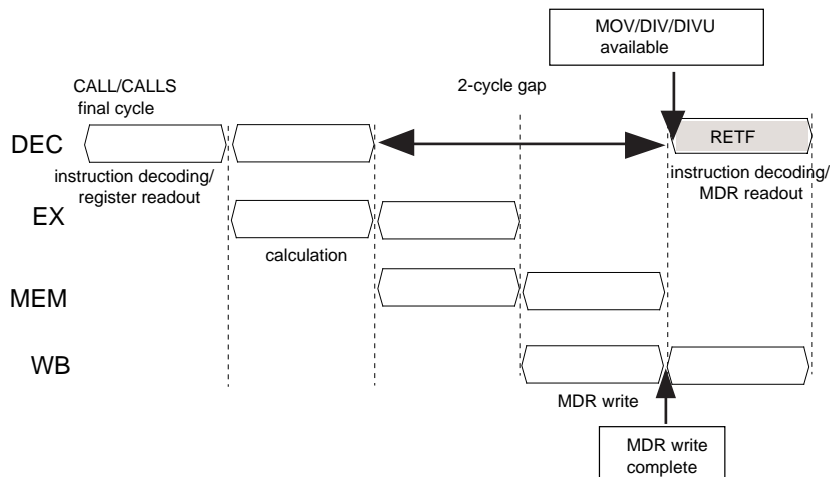 MOV/DIV/DIVU
available
CALL/CALLS
final cycle
2-cycle gap
DEC
RETF
instruction decoding/
register readout
instruction decoding/
MDR readout
EX
calculation
MEM
WB
MDR write
MDR write
complete